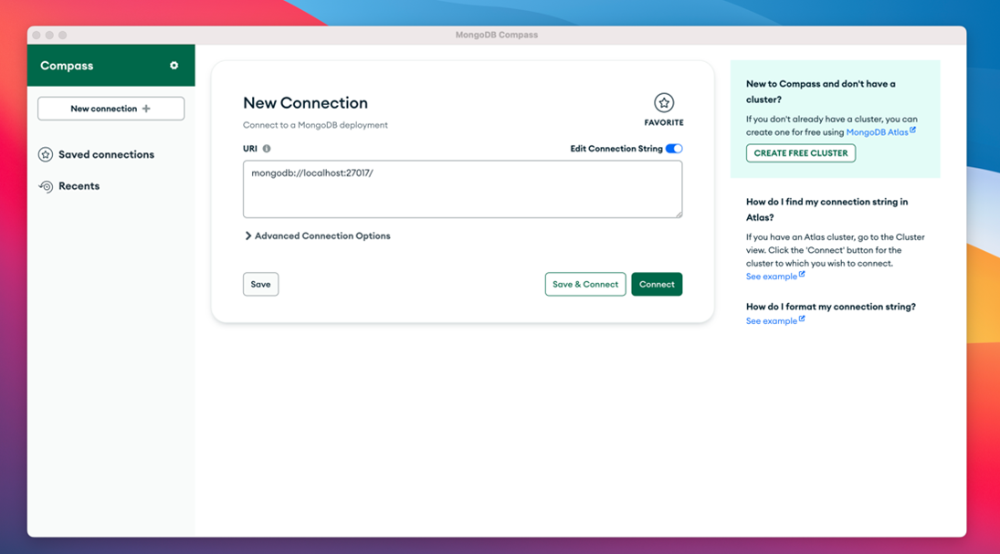 MongoDB Compass
Compass
New connection
Saved connections
Recents
New Connection
Connect to a MongoDB deployment
FAVORITE
URI
Edit Connection String
mongodb://localhost:27017/
Advanced Connection Options
Save
Save & Connect
Connect
New to Compass and don't have a
cluster?
If you don't already have a cluster, you can
create one for free using MongoDB Atlas
CREATE FREE CLUSTER
How do I find my connection string in
Atlas?
If you have an Atlas cluster, go to the Cluster
view. Click the 'Connect' button for the
cluster to which you wish to connect.
See example
How do I format my connection string?
See example